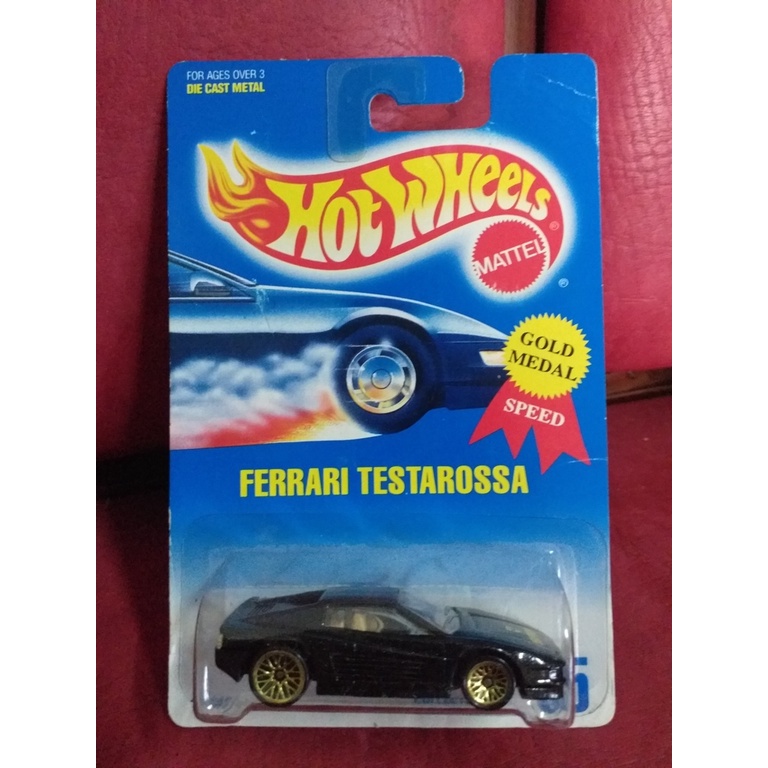 FOR AGES OVER 3
DIE CAST METAL
HOT WHEELS
®
MATTEL
®
GOLD
MEDAL
SPEED
FERRARI TESTAROSSA